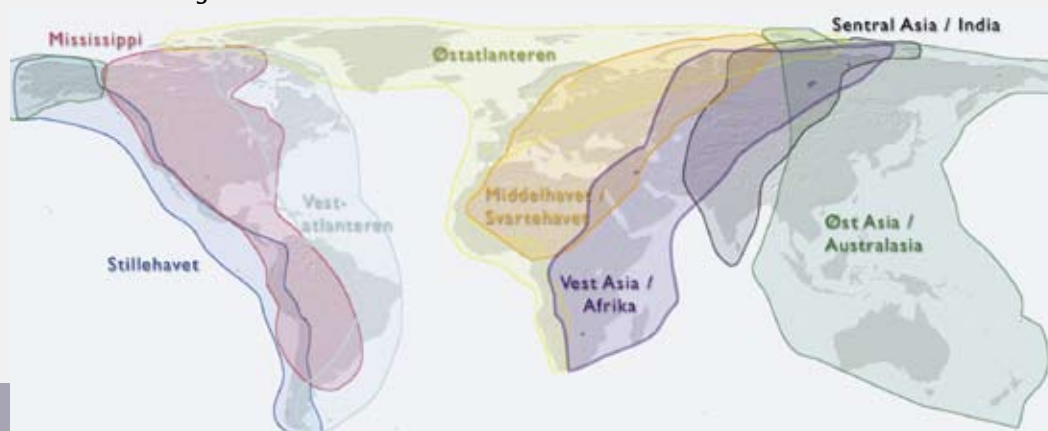 Mississippi
Østatlanteren
Sentral Asia / India
Vest-
atlanteren
Middelhavet /
Svartehavet
Stillehavet
Vest Asia /
Afrika
Øst Asia /
Australasia